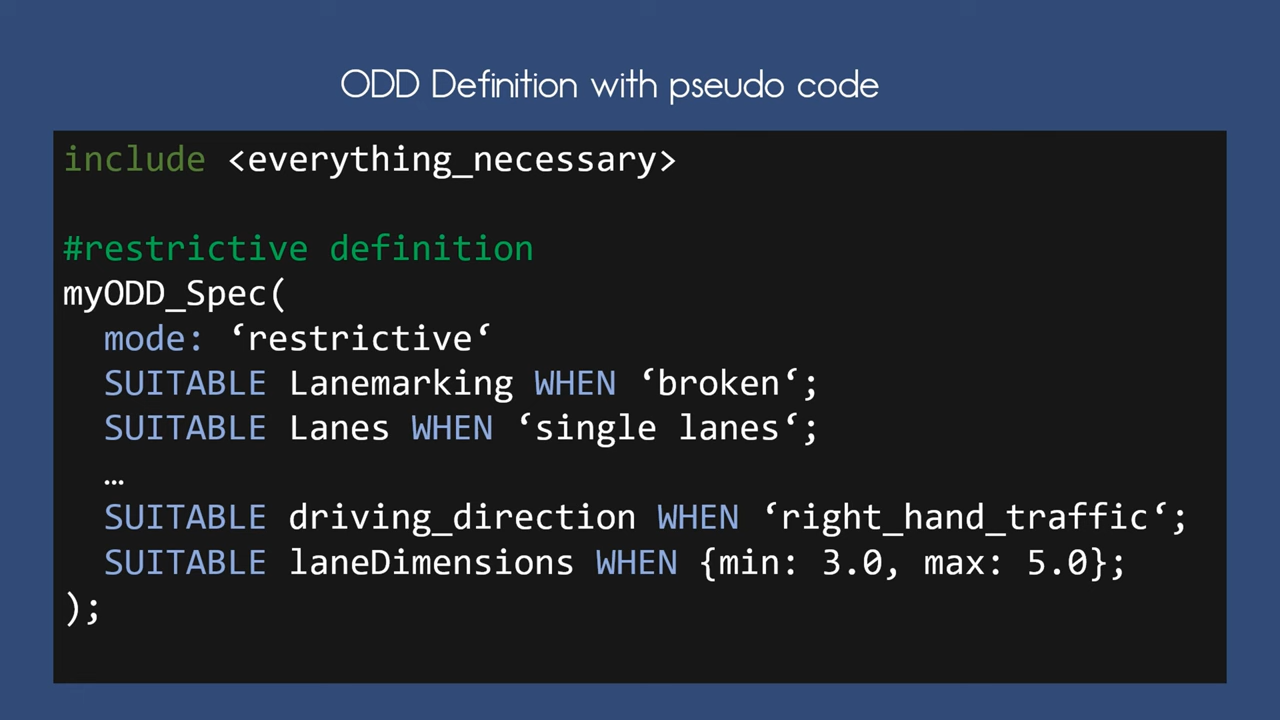 ODD Definition with pseudo code
include <everything_necessary>
#restrictive definition
myODD_Spec(
mode: ‘restrictive‘
SUITABLE Lanemarking WHEN ‘broken‘;
SUITABLE Lanes WHEN ‘single lanes‘;
…
SUITABLE driving_direction WHEN ‘right_hand_traffic‘;
SUITABLE laneDimensions WHEN {min: 3.0, max: 5.0};
);